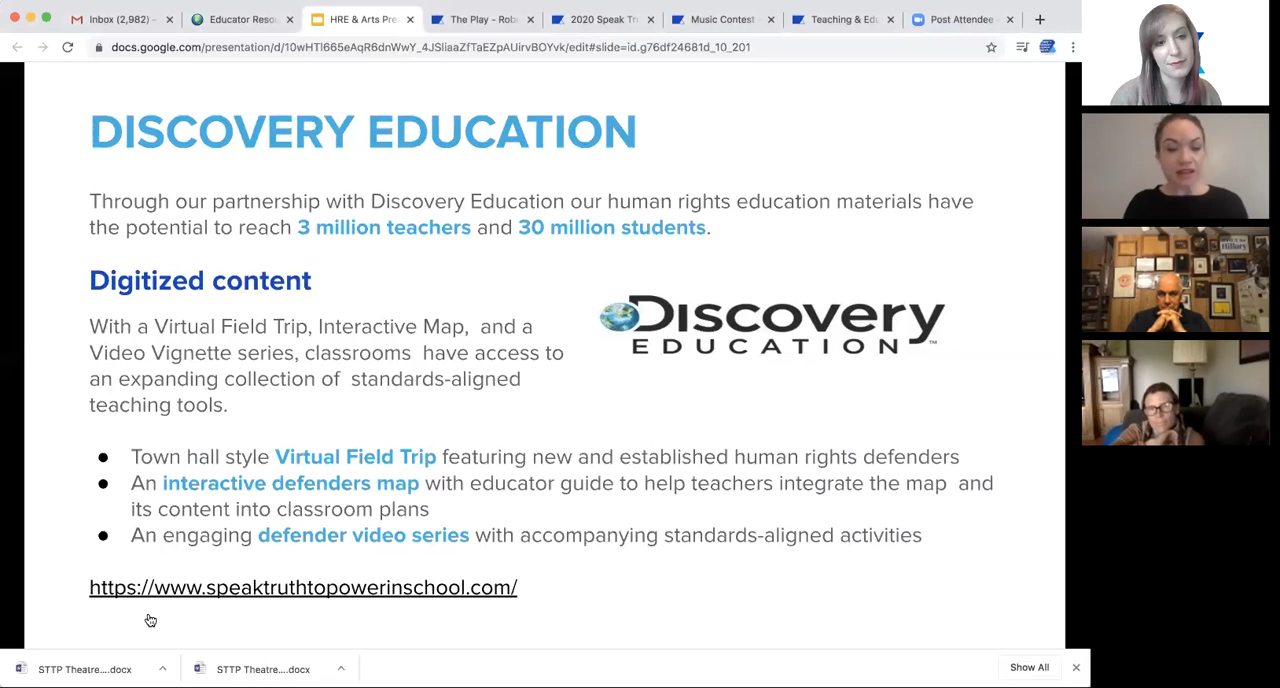 Inbox (2,982) -
Educator Resou
HRE & Arts Pre
The Play - Robe
2020 Speak Tr
Music Contest -
Teaching & Edu
Post Attendee -
docs.google.com/presentation/d/10wHTl665eAqR6dnWwY_4JSliaaZfTaEZpAUirvBOYvk/edit#slide=id.g76df24681d_10_201
DISCOVERY EDUCATION
Through our partnership with Discovery Education our human rights education materials have
the potential to reach 3 million teachers and 30 million students.
Digitized content
With a Virtual Field Trip, Interactive Map, and a
Video Vignette series, classrooms have access to
an expanding collection of standards-aligned
teaching tools.
Discovery
EDUCATION
TM
Town hall style Virtual Field Trip featuring new and established human rights defenders
An interactive defenders map with educator guide to help teachers integrate the map and
its content into classroom plans
An engaging defender video series with accompanying standards-aligned activities
https://www.speaktruthtopowerinschool.com/
STTP Theatre....docx
STTP Theatre....docx
Show All
Hillary